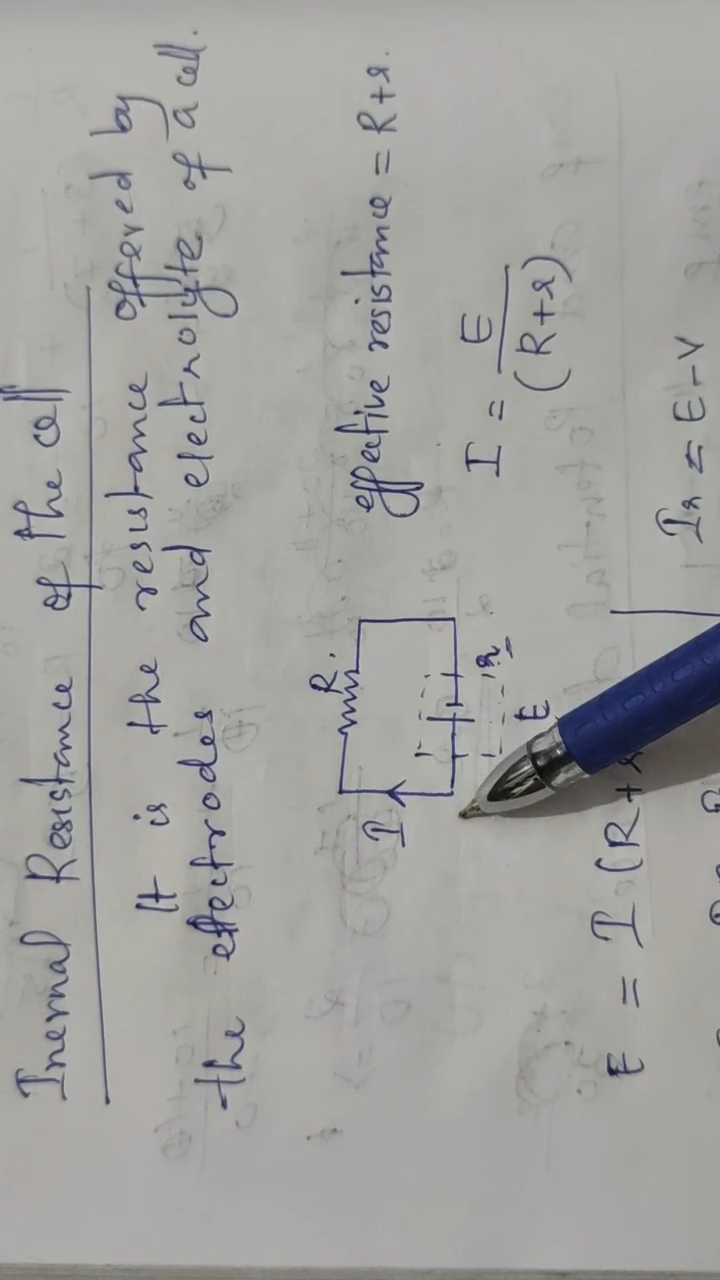 Inernal Resistance of the cell
It is the resistance offered by
the electrodes and electrolyte of a cell.
R.
I
r
E
effective resistance = R+r.
I = E
(R+r)
E = I (R+r
Ir = E-V